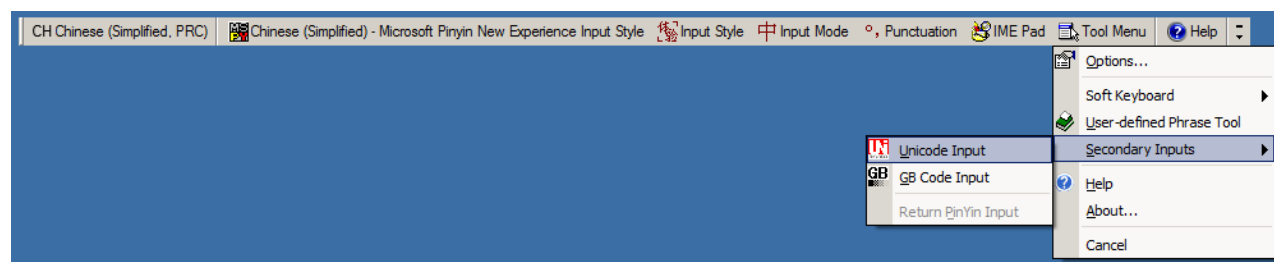 CH Chinese (Simplified, PRC) Chinese (Simplified) - Microsoft Pinyin New Experience Input Style Input Style 中 Input Mode °, Punctuation IME Pad Tool Menu Help
Options...
Soft Keyboard
User-defined Phrase Tool
Secondary Inputs
Help
About...
Cancel
Unicode Input
GB GB Code Input
Return PinYin Input